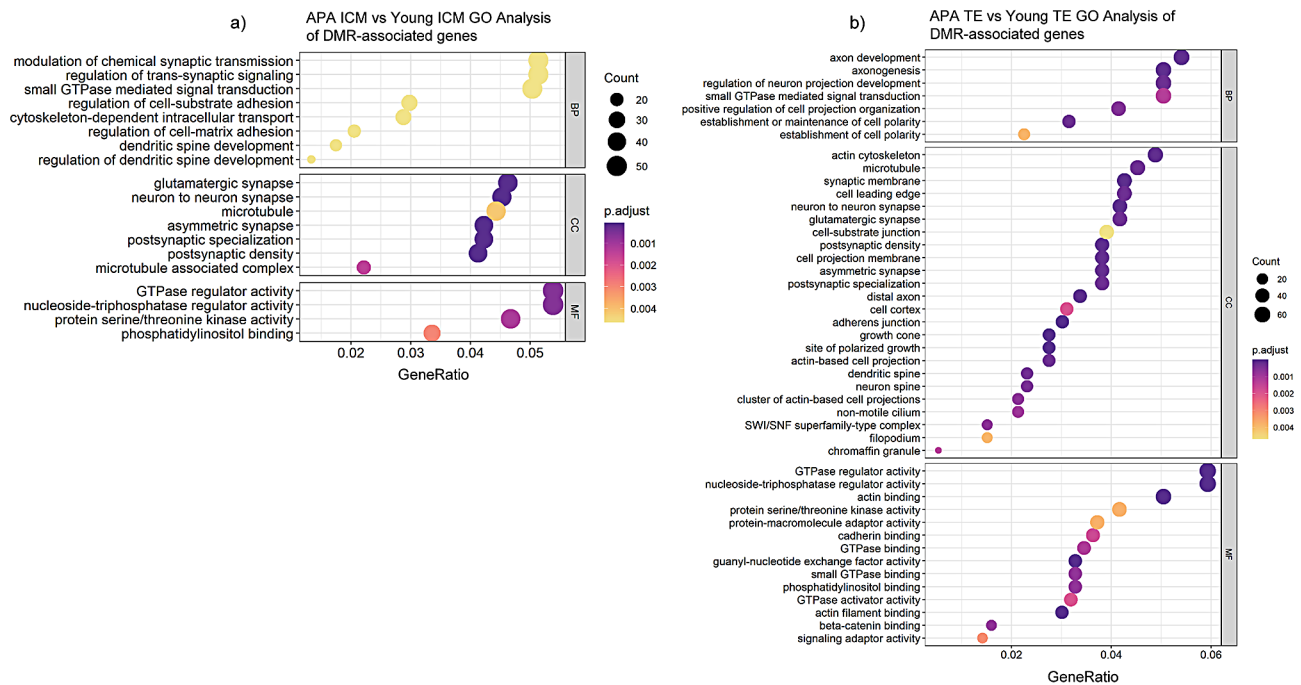 a)
APA ICM vs Young ICM GO Analysis
of DMR-associated genes
modulation of chemical synaptic transmission
regulation of trans-synaptic signaling
small GTPase mediated signal transduction
regulation of cell-substrate adhesion
cytoskeleton-dependent intracellular transport
regulation of cell-matrix adhesion
dendritic spine development
regulation of dendritic spine development
BP
glutamatergic synapse
neuron to neuron synapse
microtubule
asymmetric synapse
postsynaptic specialization
postsynaptic density
microtubule associated complex
CC
GTPase regulator activity
nucleoside-triphosphatase regulator activity
protein serine/threonine kinase activity
phosphatidylinositol binding
MF
0.02 0.03 0.04 0.05
GeneRatio
Count
20
30
40
50
p.adjust
0.001
0.002
0.003
0.004
b)
APA TE vs Young TE GO Analysis of
DMR-associated genes
axon development
axonogenesis
regulation of neuron projection development
small GTPase mediated signal transduction
positive regulation of cell projection organization
establishment or maintenance of cell polarity
establishment of cell polarity
BP
actin cytoskeleton
microtubule
synaptic membrane
cell leading edge
neuron to neuron synapse
glutamatergic synapse
cell-substrate junction
postsynaptic density
cell projection membrane
asymmetric synapse
postsynaptic specialization
distal axon
cell cortex
adherens junction
growth cone
site of polarized growth
actin-based cell projection
dendritic spine
neuron spine
cluster of actin-based cell projections
non-motile cilium
SWI/SNF superfamily-type complex
filopodium
chromaffin granule
CC
GTPase regulator activity
nucleoside-triphosphatase regulator activity
actin binding
protein serine/threonine kinase activity
protein-macromolecule adaptor activity
cadherin binding
GTPase binding
guanyl-nucleotide exchange factor activity
small GTPase binding
phosphatidylinositol binding
GTPase activator activity
actin filament binding
beta-catenin binding
signaling adaptor activity
MF
0.02 0.04 0.06
GeneRatio
Count
20
40
60
p.adjust
0.001
0.002
0.003
0.004